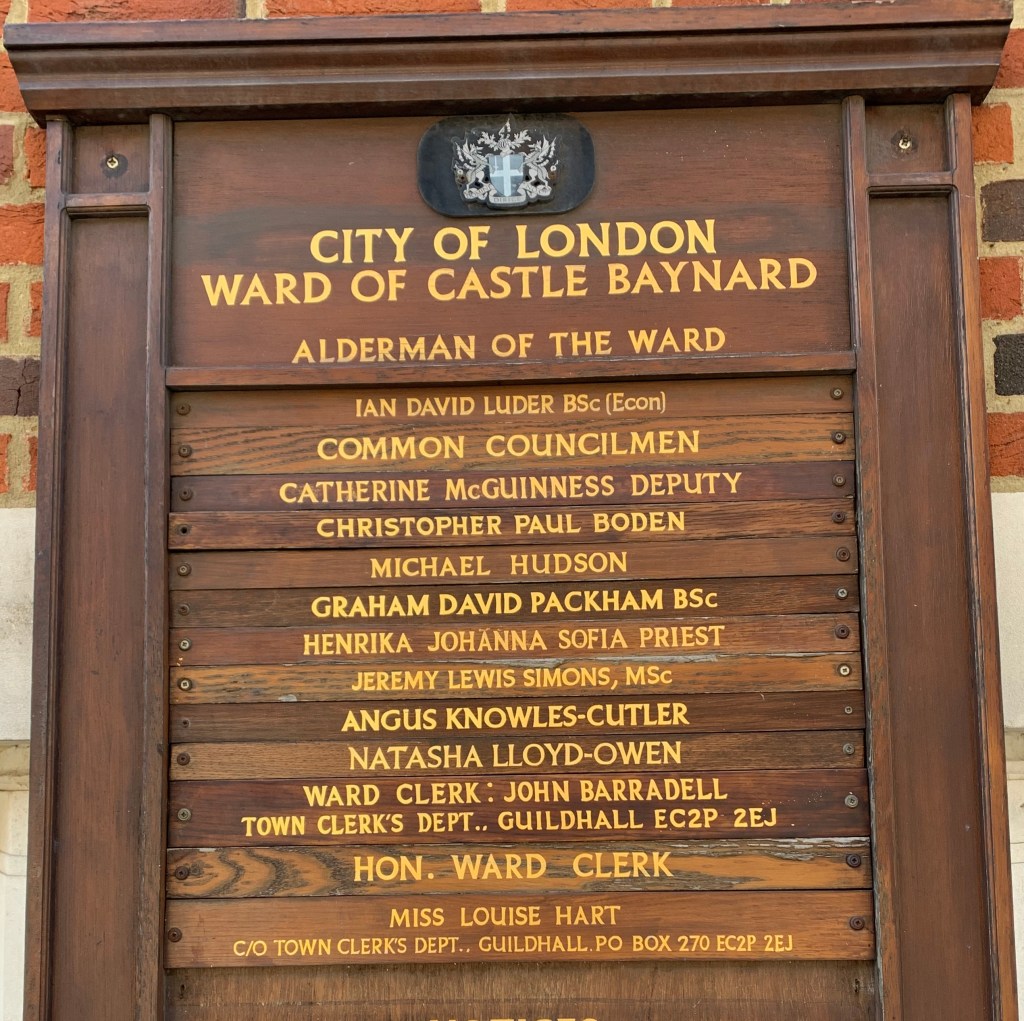 CITY OF LONDON
WARD OF CASTLE BAYNARD
ALDERMAN OF THE WARD
IAN DAVID LUDER BSc (Econ)
COMMON COUNCILMEN
CATHERINE McGUINNESS DEPUTY
CHRISTOPHER PAUL BODEN
MICHAEL HUDSON
GRAHAM DAVID PACKHAM BSc
HENRIKA JOHANNA SOFIA PRIEST
JEREMY LEWIS SIMONS, MSc
ANGUS KNOWLES-CUTLER
NATASHA LLOYD-OWEN
WARD CLERK: JOHN BARRADELL
TOWN CLERK'S DEPT., GUILDHALL EC2P 2EJ
HON. WARD CLERK
MISS LOUISE HART
C/O TOWN CLERK'S DEPT., GUILDHALL. PO BOX 270 EC2P 2EJ